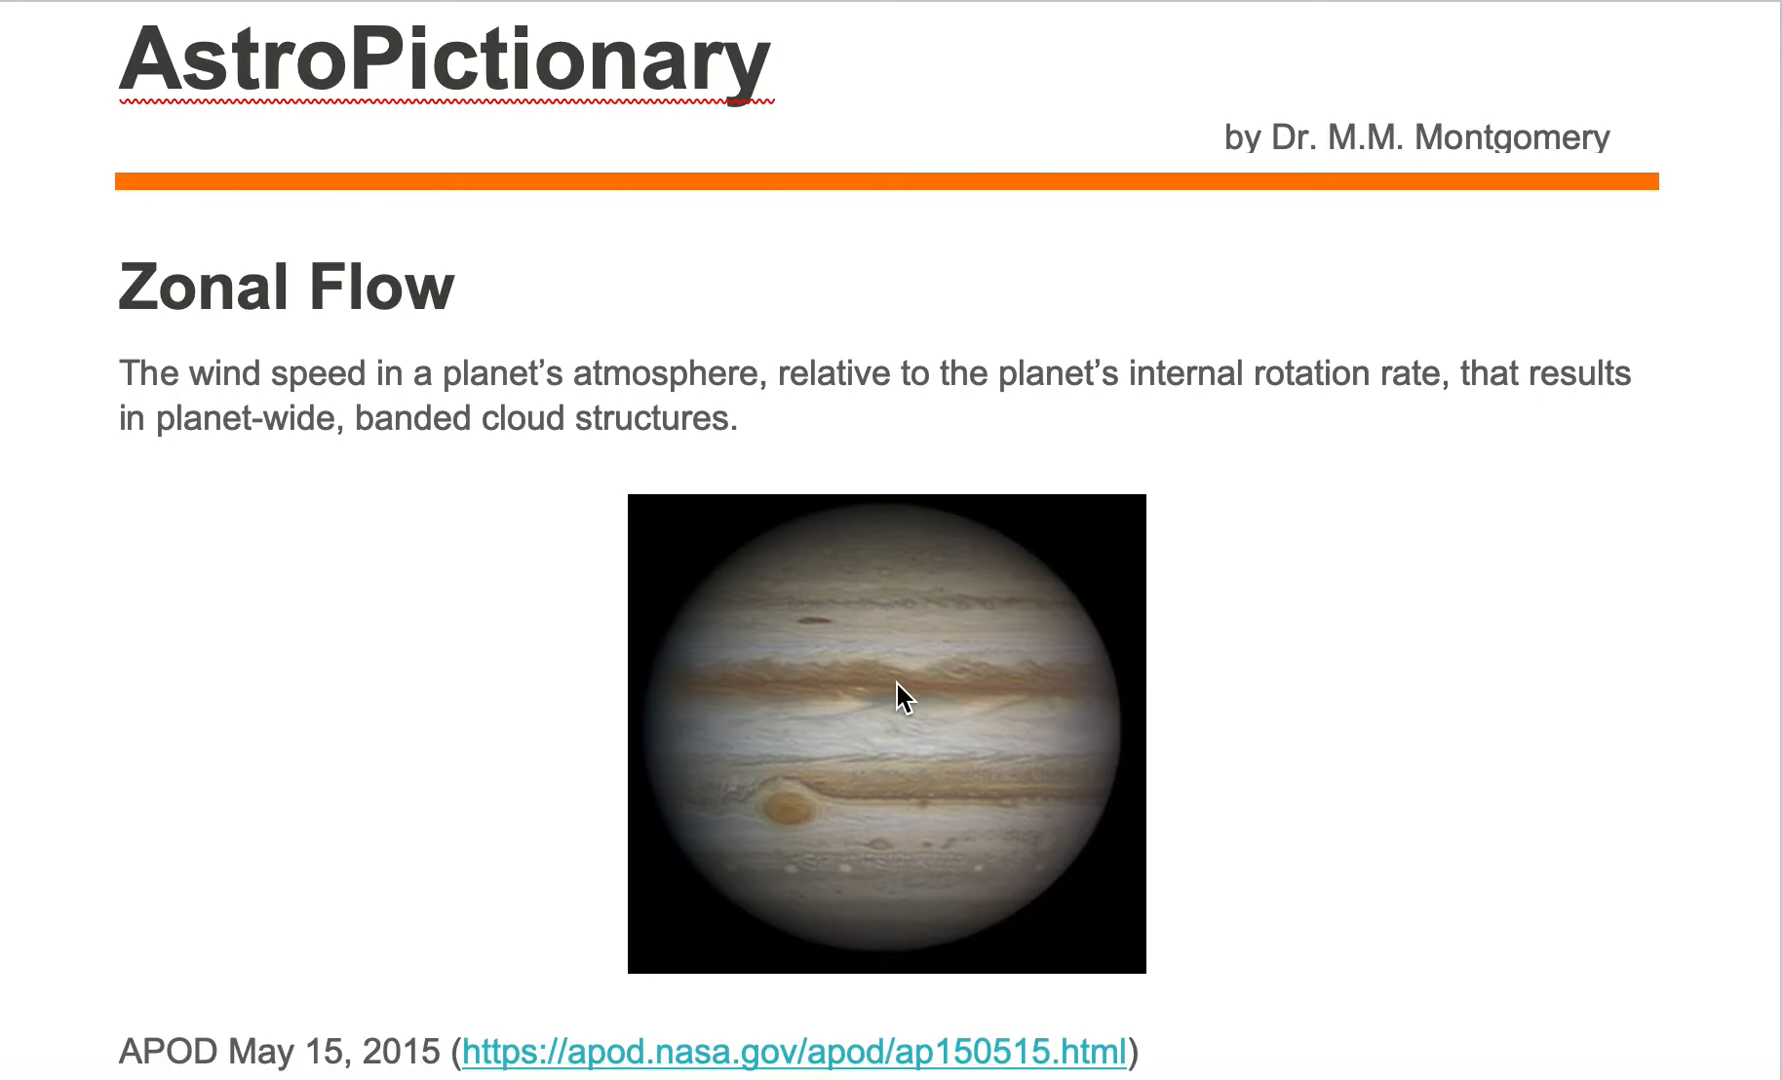 AstroPictionary
by Dr. M.M. Montgomery
Zonal Flow
The wind speed in a planet’s atmosphere, relative to the planet’s internal rotation rate, that results
in planet-wide, banded cloud structures.
APOD May 15, 2015 (https://apod.nasa.gov/apod/ap150515.html)